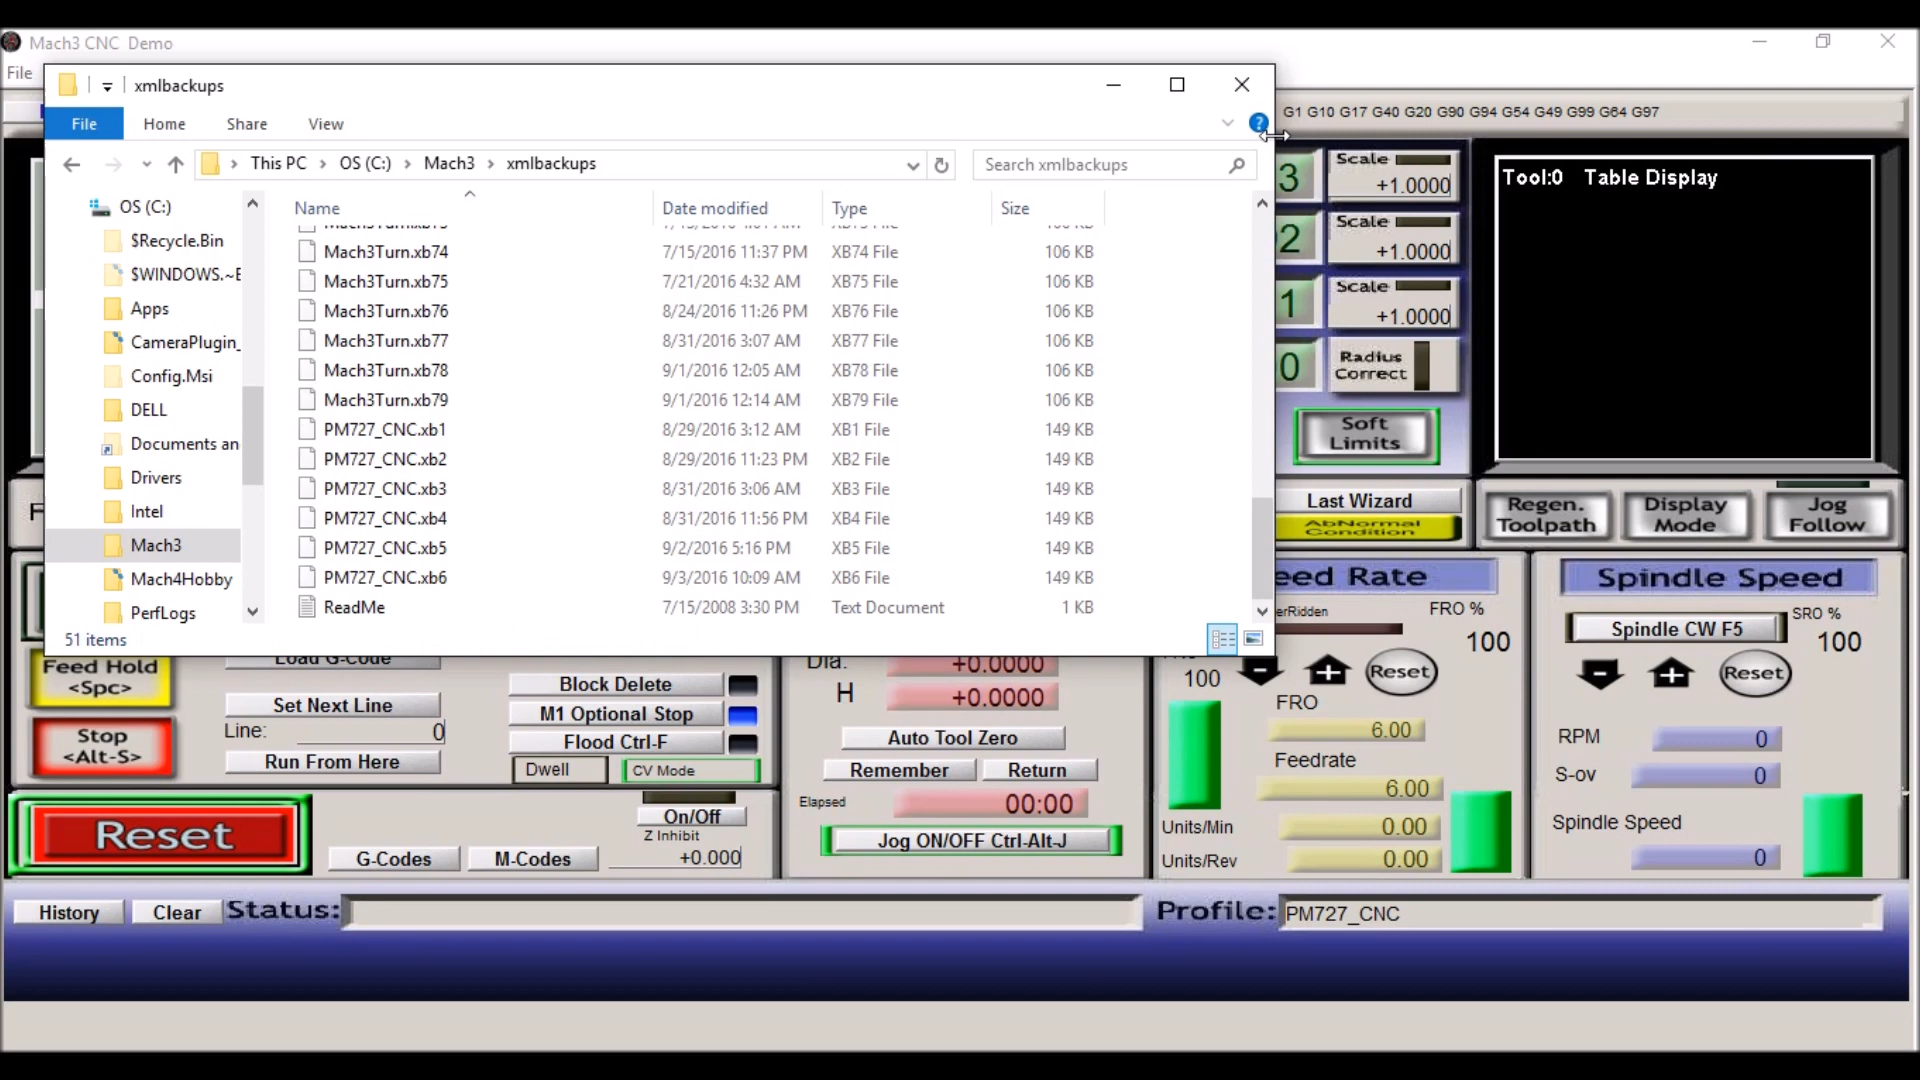 Mach3 CNC Demo
File
xmlbackups
File Home Share View
?
G1 G10 G17 G40 G20 G90 G94 G54 G49 G99 G64 G97
This PC > OS (C:) > Mach3 > xmlbackups
Search xmlbackups
OS (C:)
$Recycle.Bin
$WINDOWS.~E
Apps
CameraPlugin_
Config.Msi
DELL
Documents an
Drivers
Intel
Mach3
Mach4Hobby
PerfLogs
Name Date modified Type Size
Mach3Turn.xb74 7/15/2016 11:37 PM XB74 File 106 KB
Mach3Turn.xb75 7/21/2016 4:32 AM XB75 File 106 KB
Mach3Turn.xb76 8/24/2016 11:26 PM XB76 File 106 KB
Mach3Turn.xb77 8/31/2016 3:07 AM XB77 File 106 KB
Mach3Turn.xb78 9/1/2016 12:05 AM XB78 File 106 KB
Mach3Turn.xb79 9/1/2016 12:14 AM XB79 File 106 KB
PM727_CNC.xb1 8/29/2016 3:12 AM XB1 File 149 KB
PM727_CNC.xb2 8/29/2016 11:23 PM XB2 File 149 KB
PM727_CNC.xb3 8/31/2016 3:06 AM XB3 File 149 KB
PM727_CNC.xb4 8/31/2016 11:56 PM XB4 File 149 KB
PM727_CNC.xb5 9/2/2016 5:16 PM XB5 File 149 KB
PM727_CNC.xb6 9/3/2016 10:09 AM XB6 File 149 KB
ReadMe 7/15/2008 3:30 PM Text Document 1 KB
51 items
3 Scale
+1.0000
2 Scale
+1.0000
1 Scale
+1.0000
0 Radius
Correct
Soft
Limits
Tool:0 Table Display
Last Wizard
AbNormal
Condition
Regen.
Toolpath
Display
Mode
Jog
Follow
F
Feed Hold
<Spc>
Stop
<Alt-S>
Reset
Load G-Code
Set Next Line
Line: 0
Run From Here
Block Delete
M1 Optional Stop
Flood Ctrl-F
Dwell CV Mode
On/Off
Z Inhibit
+0.000
G-Codes M-Codes
Dia. +0.0000
H +0.0000
Auto Tool Zero
Remember Return
Elapsed 00:00
Jog ON/OFF Ctrl-Alt-J
eed Rate
erRidden
FRO %
100
100
Reset
FRO
6.00
Feedrate
6.00
Units/Min 0.00
Units/Rev 0.00
Spindle Speed
Spindle CW F5
SRO %
100
Reset
RPM 0
S-ov 0
Spindle Speed
0
History Clear Status:
Profile: PM727_CNC